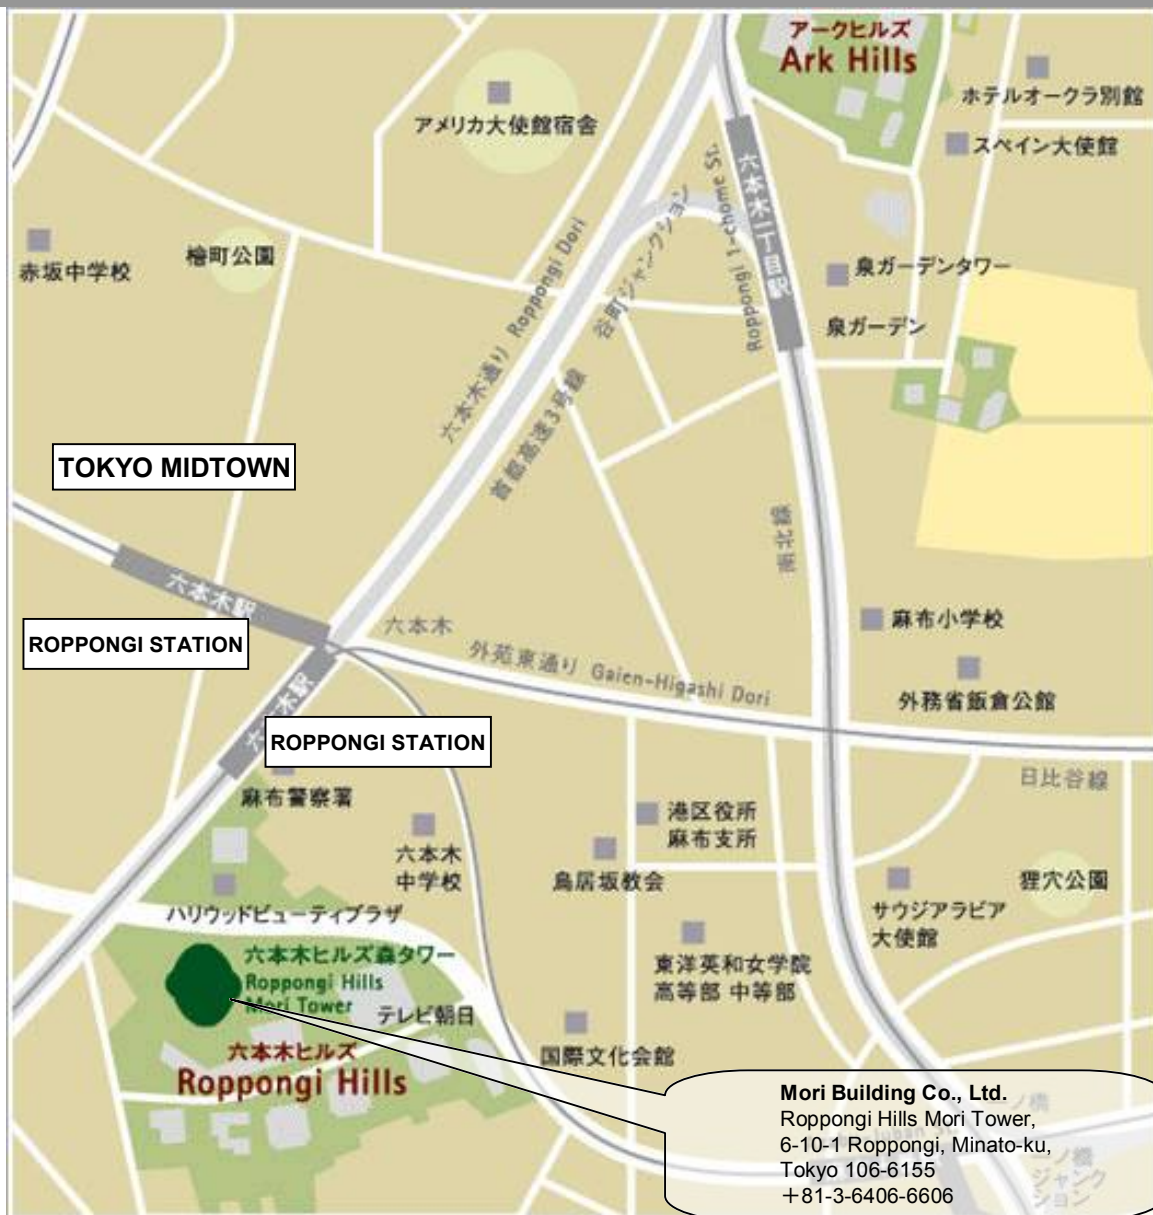 アークヒルズ
Ark Hills
ホテルオークラ別館
アメリカ大使館宿舎
スペイン大使館
六本木一丁目駅
Roppongi 1-chome St.
赤坂中学校
檜町公園
六本木通り Roppongi Dori
谷町ジャンクション
首都高速3号線
泉ガーデンタワー
泉ガーデン
TOKYO MIDTOWN
南北線
六本木駅
ROPPONGI STATION
六本木
外苑東通り Gaien-Higashi Dori
麻布小学校
外務省飯倉公館
木駅
ROPPONGI STATION
日比谷線
麻布警察署
六本木
中学校
港区役所
麻布支所
鳥居坂教会
狸穴公園
サウジアラビア
大使館
ハリウッドビューティプラザ
六本木ヒルズ森タワー
Roppongi Hills
Mori Tower
テレビ朝日
東洋英和女学院
高等部 中等部
国際文化会館
六本木ヒルズ
Roppongi Hills
Mori Building Co., Ltd.
Roppongi Hills Mori Tower,
6-10-1 Roppongi, Minato-ku,
Tokyo 106-6155
+81-3-6406-6606
ノ橋
ノ橋
ジャンク
ション